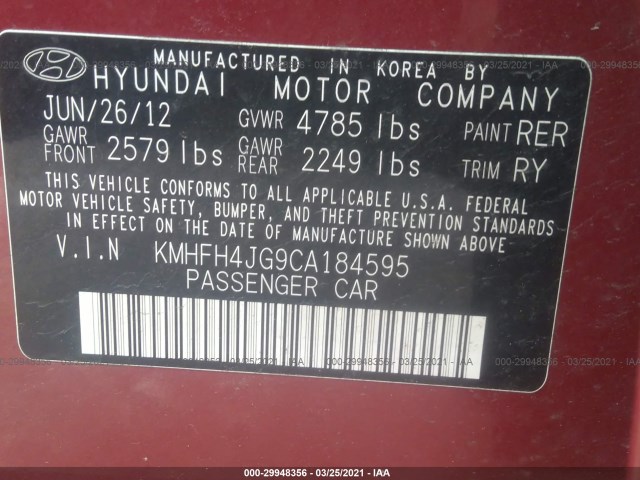 MANUFACTURED IN KOREA BY
HYUNDAI MOTOR COMPANY
JUN/26/12 GVWR 4785 lbs PAINT RER
GAWR FRONT 2579 lbs GAWR REAR 2249 lbs TRIM RY
THIS VEHICLE CONFORMS TO ALL APPLICABLE U.S.A. FEDERAL
MOTOR VEHICLE SAFETY, BUMPER, AND THEFT PREVENTION STANDARDS
IN EFFECT ON THE DATE OF MANUFACTURE SHOWN ABOVE
V.I.N KMHFH4JG9CA184595
PASSENGER CAR
000-29948356 - 03/25/2021 - IAA